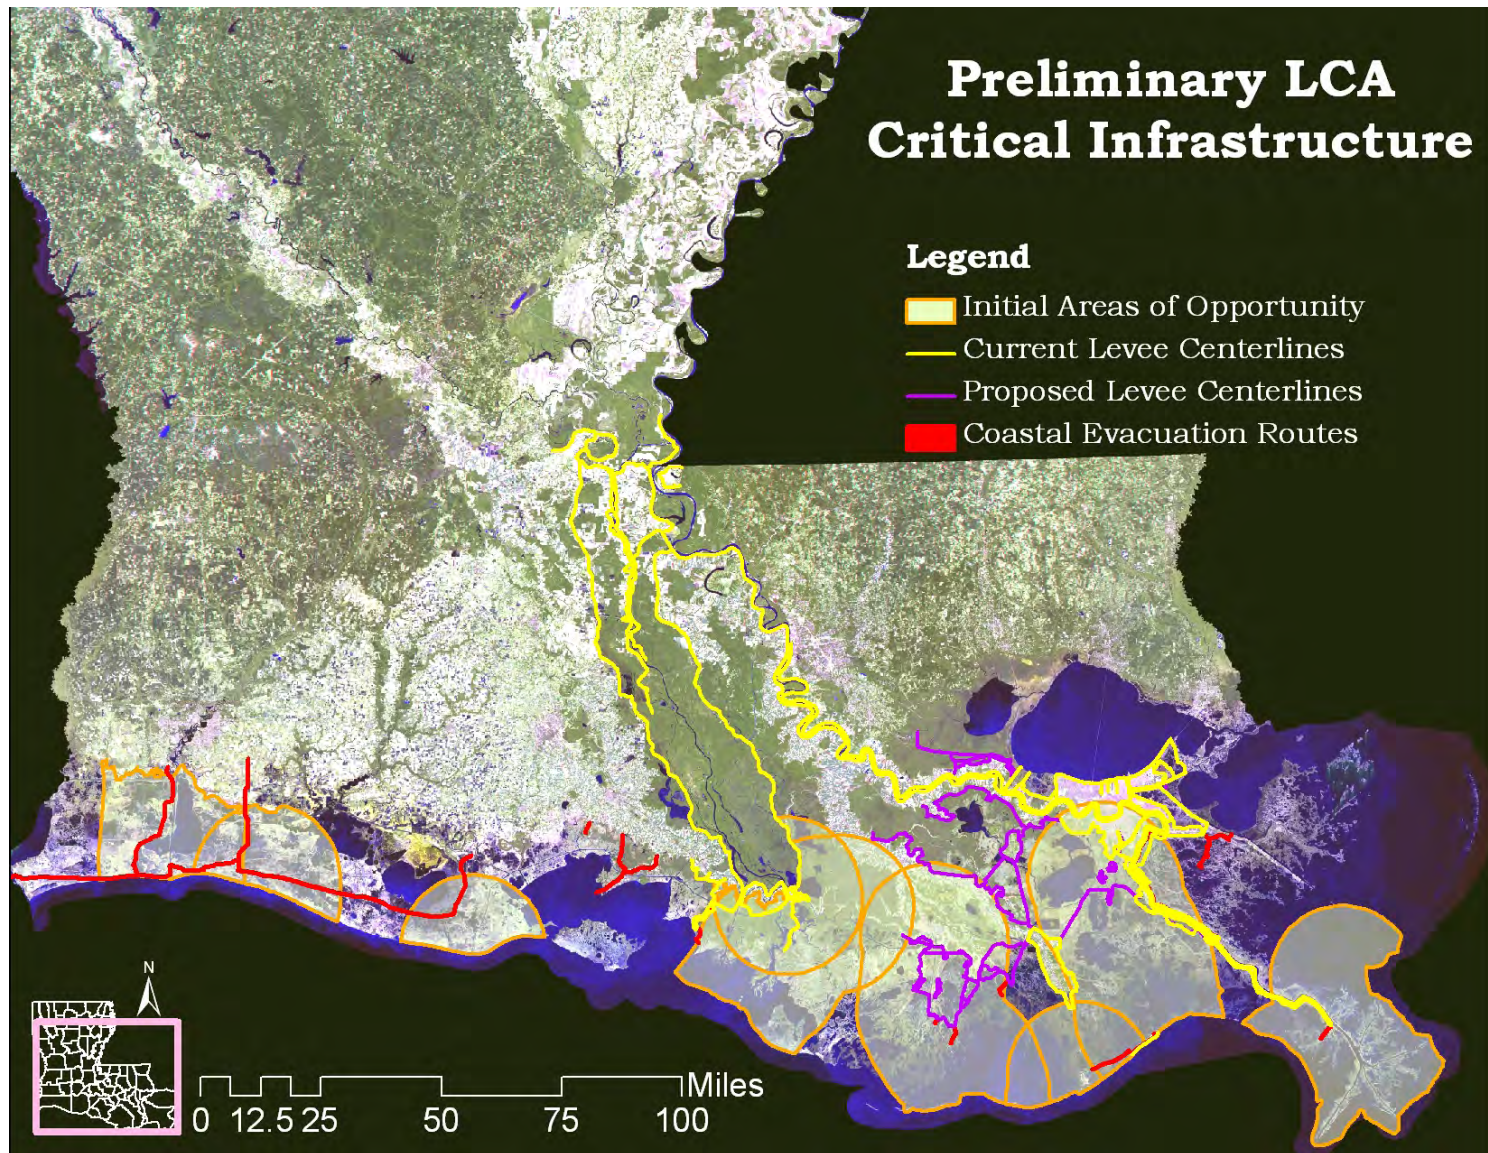 Preliminary LCA
Critical Infrastructure
Legend
Initial Areas of Opportunity
Current Levee Centerlines
Proposed Levee Centerlines
Coastal Evacuation Routes
N
Miles
0 12.5 25 50 75 100